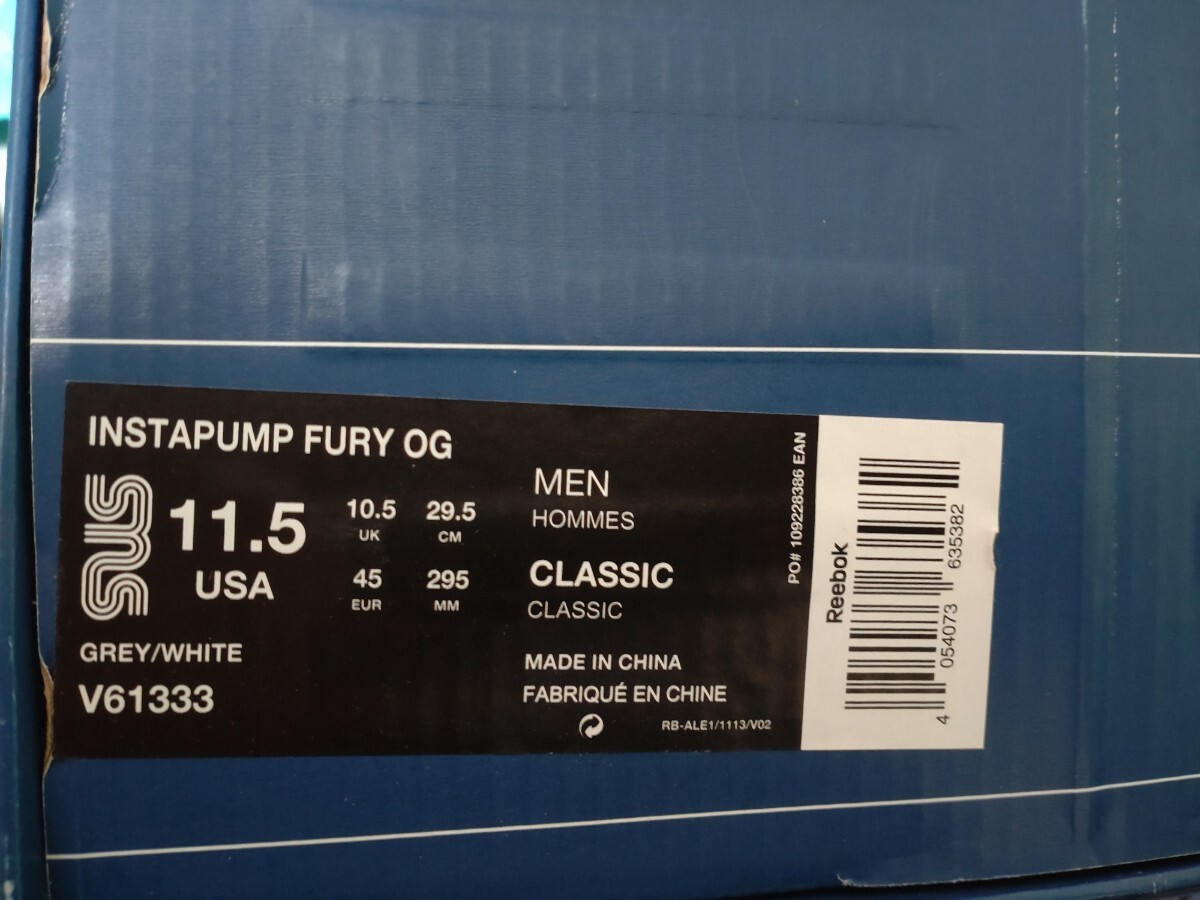 INSTAPUMP FURY OG
SNS
11.5
USA
10.5
UK
29.5
CM
45
EUR
295
MM
GREY/WHITE
V61333
MEN
HOMMES
CLASSIC
CLASSIC
MADE IN CHINA
FABRIQUÉ EN CHINE
RB-ALE1/1113/V02
PO# 109228386 EAN
Reebok
4 054073 635382